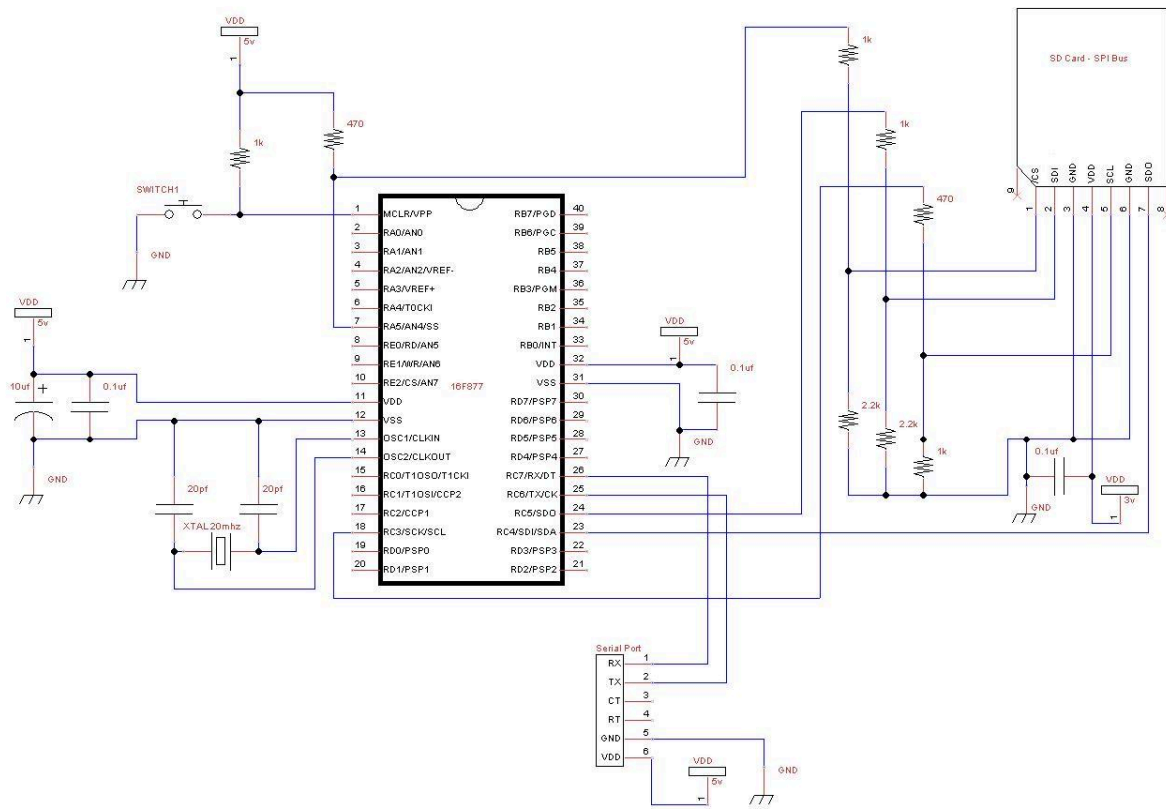 VDD
5v
1
1k
470
SWITCH1
GND
1k
1k
470
SD Card - SPI Bus
9
/CS
SDI
GND
VDD
SCL
GND
SDO
1
2
3
4
5
6
7
8
1 MCLR/VPP RB7/PGD 40
2 RA0/AN0 RB6/PGC 39
3 RA1/AN1 RB5 38
4 RA2/AN2/VREF- RB4 37
5 RA3/VREF+ RB3/PGM 36
6 RA4/TOCKI RB2 35
7 RA5/AN4/SS RB1 34
8 RE0/RD/AN5 RB0/INT 33
9 RE1/WR/AN6 VDD 32
10 RE2/CS/AN7 VSS 31
11 VDD RD7/PSP7 30
12 VSS RD6/PSP6 29
13 OSC1/CLKIN RD5/PSP5 28
14 OSC2/CLKOUT RD4/PSP4 27
15 RC0/T1OSO/T1CKI RC7/RX/DT 26
16 RC1/T1OSI/CCP2 RC6/TX/CK 25
17 RC2/CCP1 RC5/SDO 24
18 RC3/SCK/SCL RC4/SDI/SDA 23
19 RD0/PSP0 RD3/PSP3 22
20 RD1/PSP1 RD2/PSP2 21
16F877
VDD
5v
1
10uf
+
0.1uf
GND
20pf
20pf
XTAL20mhz
VDD
5v
1
0.1uf
GND
2.2k
2.2k
1k
0.1uf
GND
VDD
3v
1
Serial Port
RX 1
TX 2
CT 3
RT 4
GND 5
VDD 6
VDD
5v
1
GND